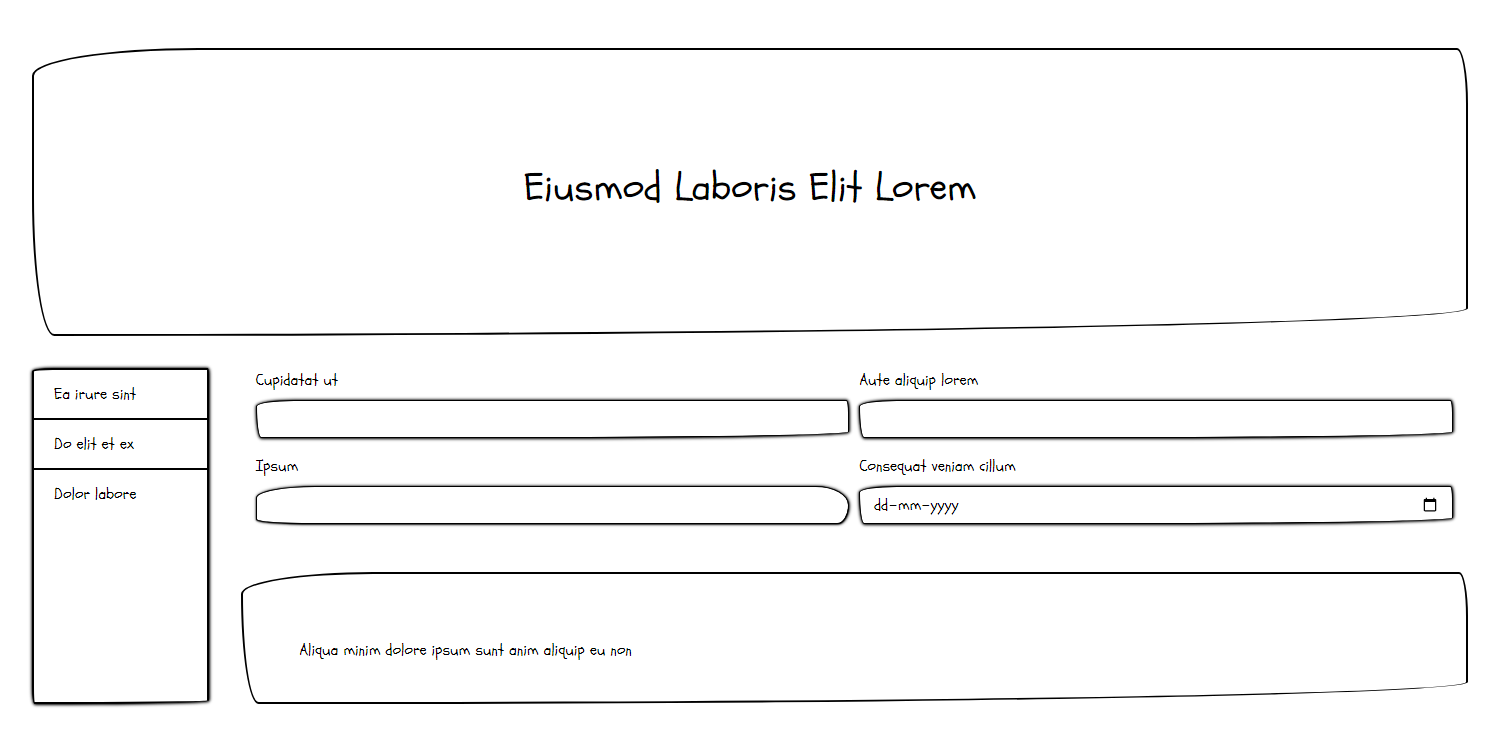 Eiusmod Laboris Elit Lorem
Ea irure sint
Do elit et ex
Dolor labore
Cupidatat ut
Aute aliquip lorem
Ipsum
Consequat veniam cillum
dd-mm-yyyy
Aliqua minim dolore ipsum sunt anim aliquip eu non